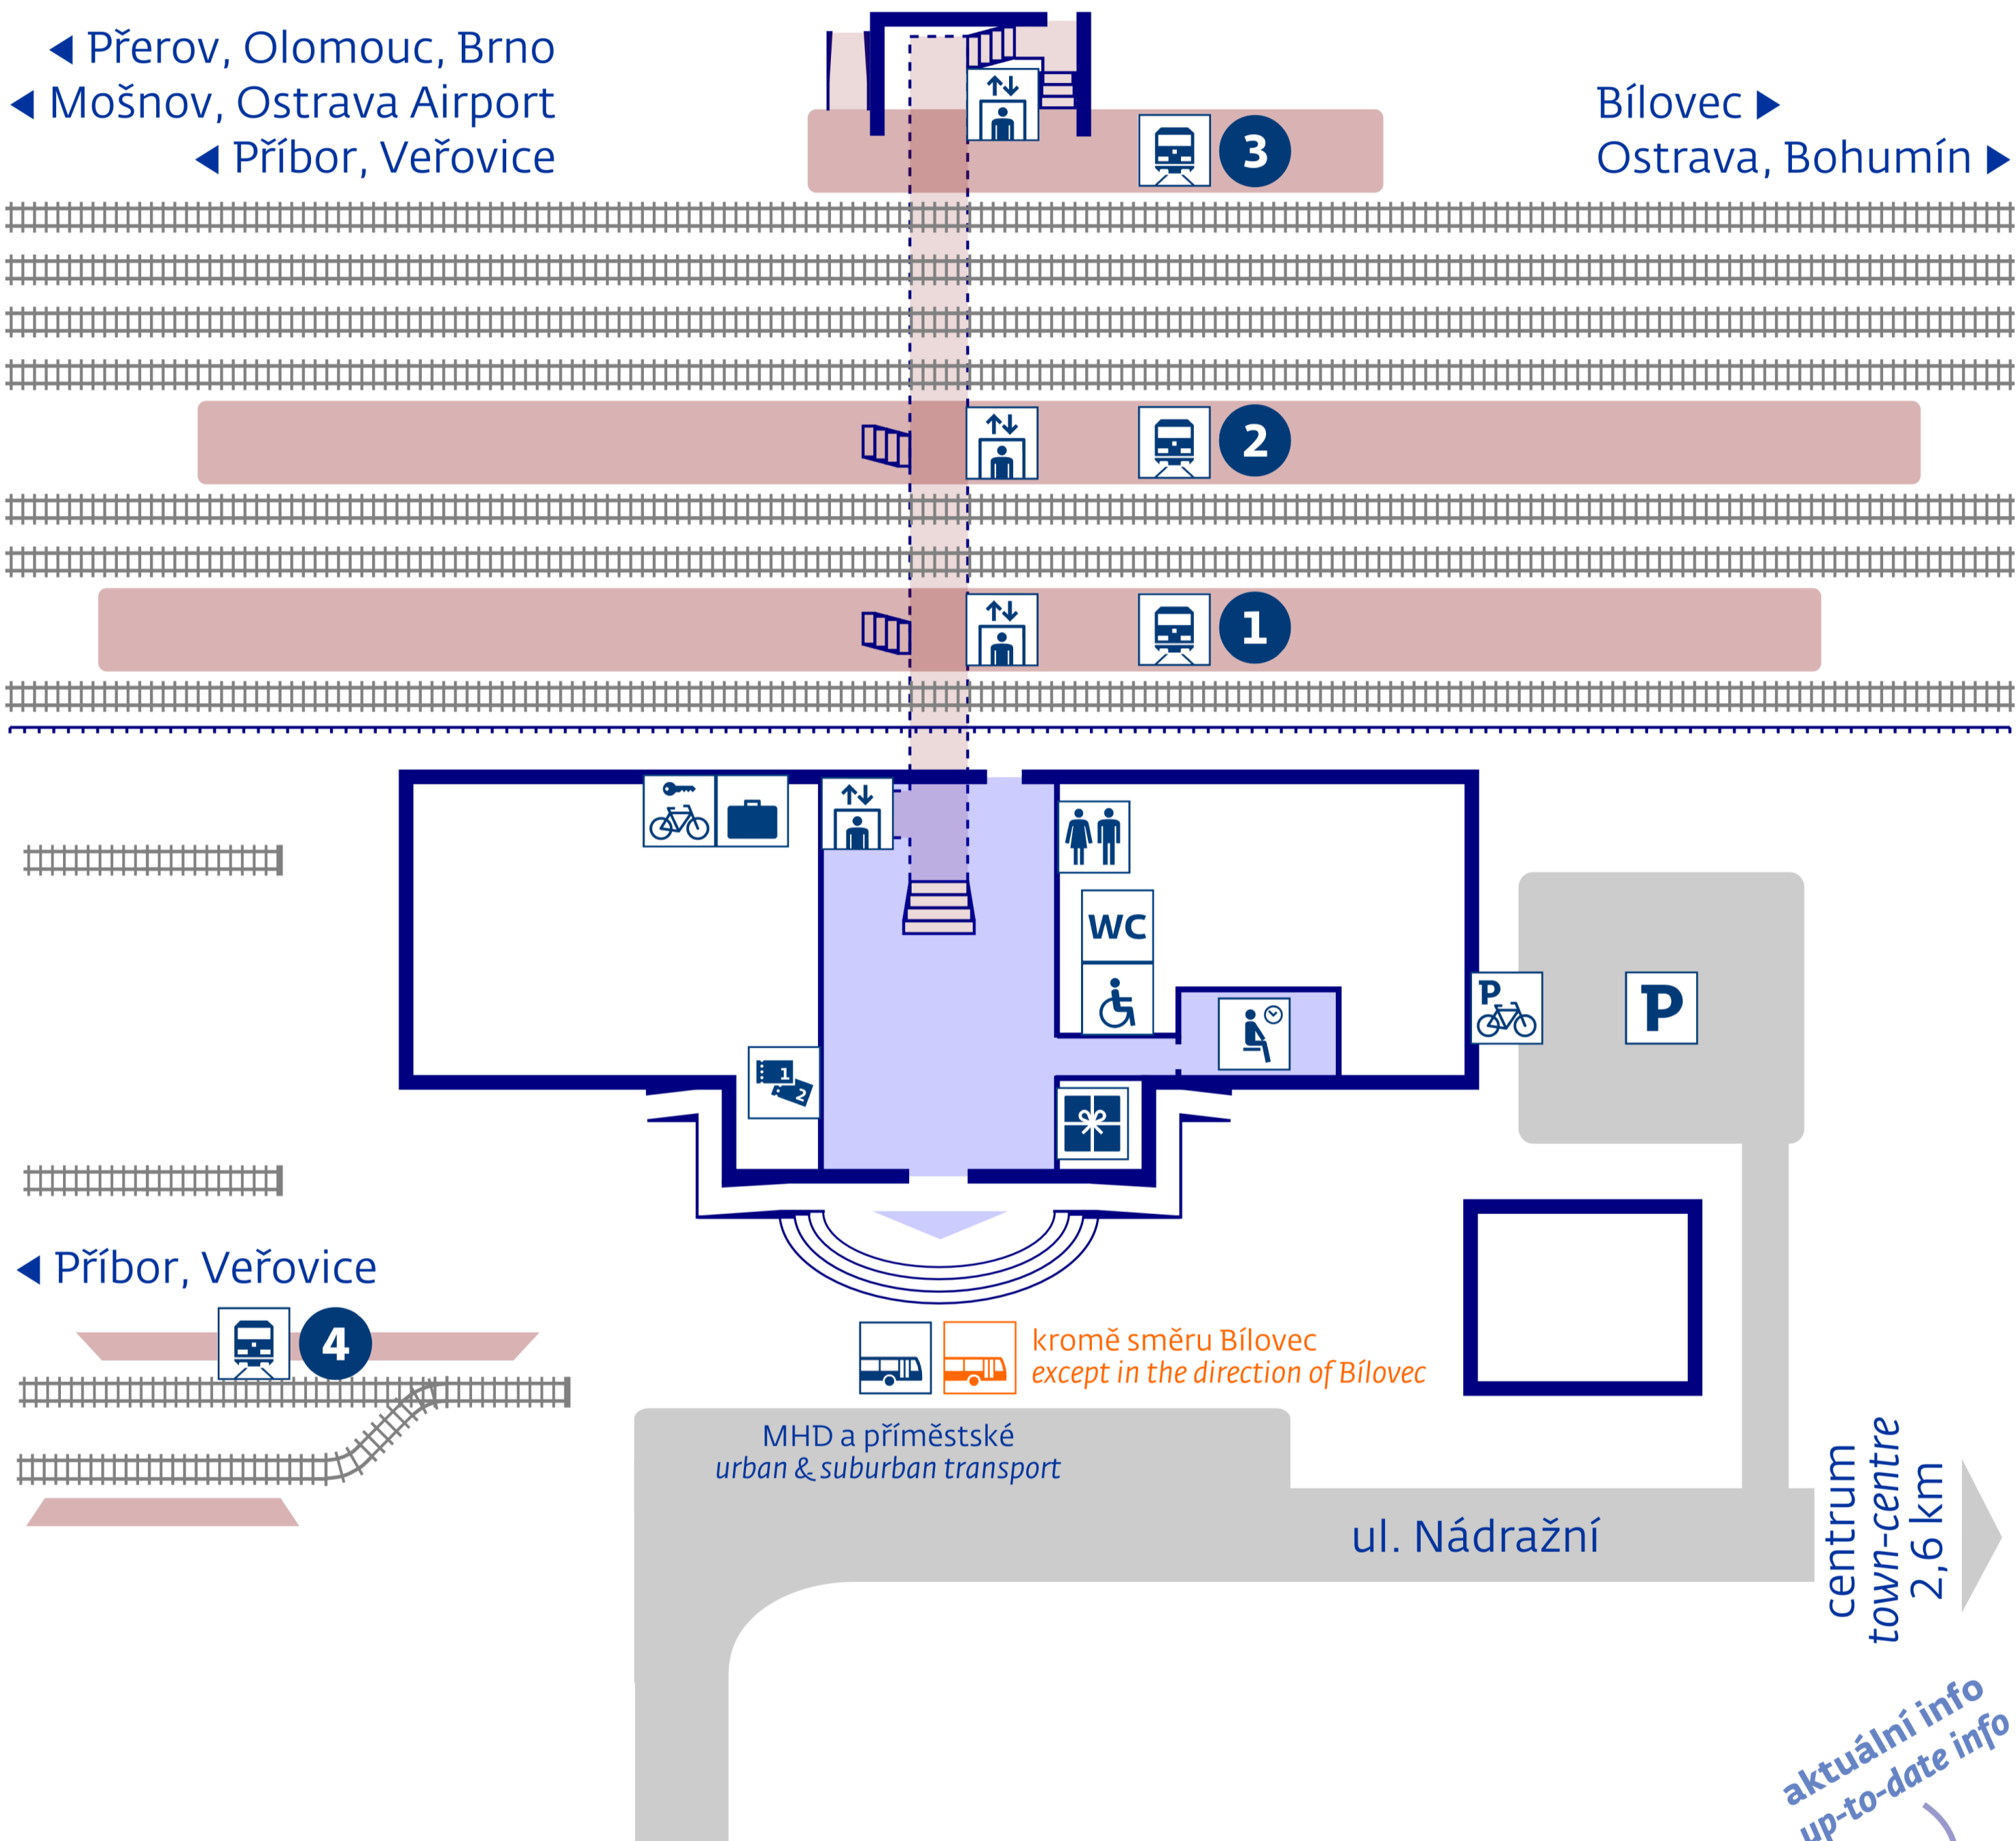 ◄ Přerov, Olomouc, Brno
◄ Mošnov, Ostrava Airport
◄ Příbor, Veřovice
Bílovec ►
Ostrava, Bohumín ►
3
2
1
WC
P
P
1
2
◄ Příbor, Veřovice
4
kromě směru Bílovec
except in the direction of Bílovec
MHD a příměstské
urban & suburban transport
ul. Nádražní
centrum
town-centre
2,6 km
aktuální info
up-to-date info